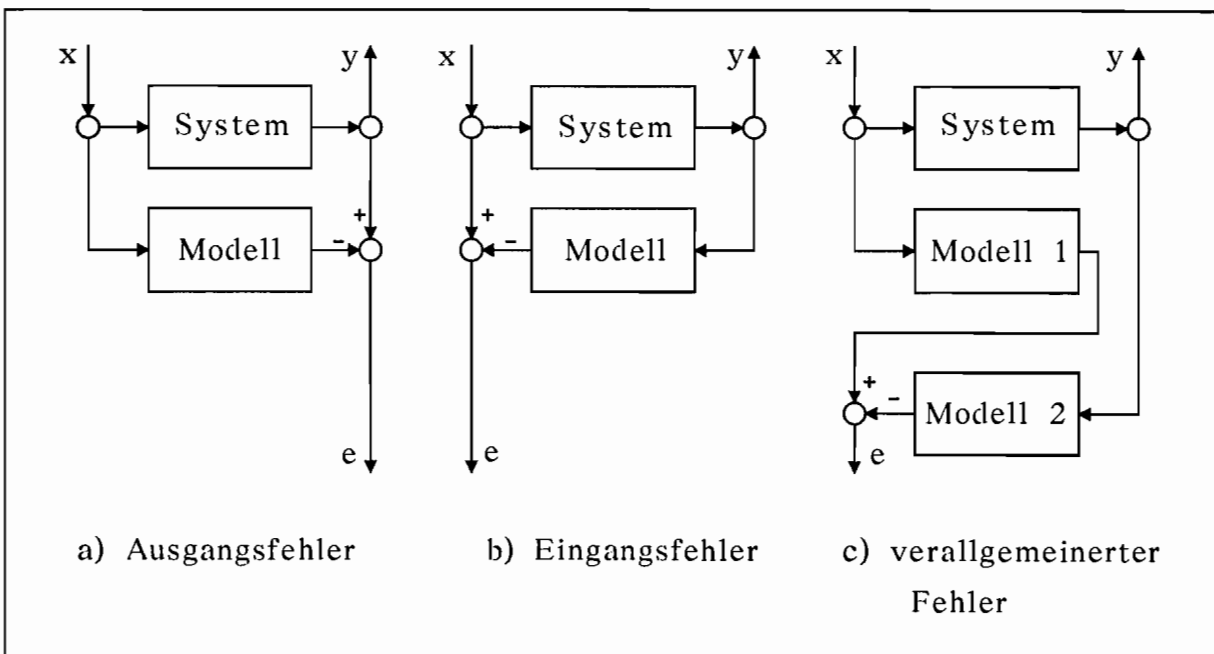 x
y
System
+
-
Modell
e
a) Ausgangsfehler
x
y
System
+
-
Modell
e
b) Eingangsfehler
x
y
System
Modell 1
+
-
Modell 2
e
c) verallgemeinerter
Fehler